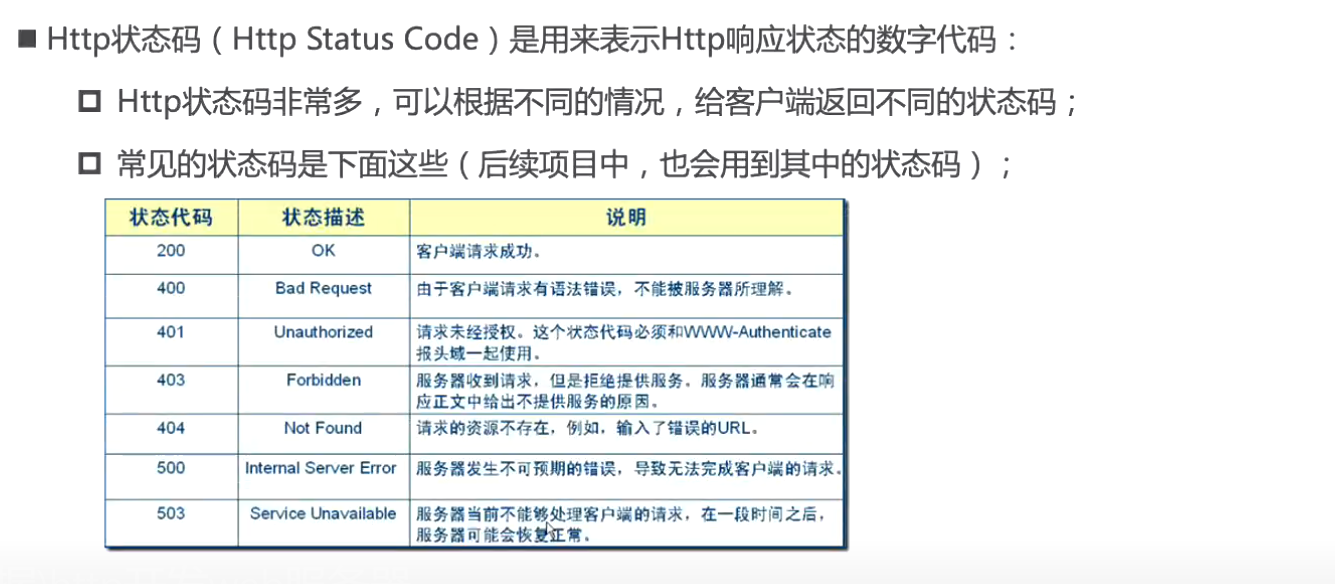 Http状态码（Http Status Code）是用来表示Http响应状态的数字代码：
Http状态码非常多，可以根据不同的情况，给客户端返回不同的状态码；
常见的状态码是下面这些（后续项目中，也会用到其中的状态码）；
状态代码 状态描述 说明
200 OK 客户端请求成功。
400 Bad Request 由于客户端请求有语法错误，不能被服务器所理解。
401 Unauthorized 请求未经授权。这个状态代码必须和WWW-Authenticate
报头域一起使用。
403 Forbidden 服务器收到请求，但是拒绝提供服务。服务器通常会在响
应正文中给出不提供服务的原因。
404 Not Found 请求的资源不存在，例如，输入了错误的URL。
500 Internal Server Error 服务器发生不可预期的错误，导致无法完成客户端的请求。
503 Service Unavailable 服务器当前不能够处理客户端的请求，在一段时间之后，
服务器可能会恢复正常。